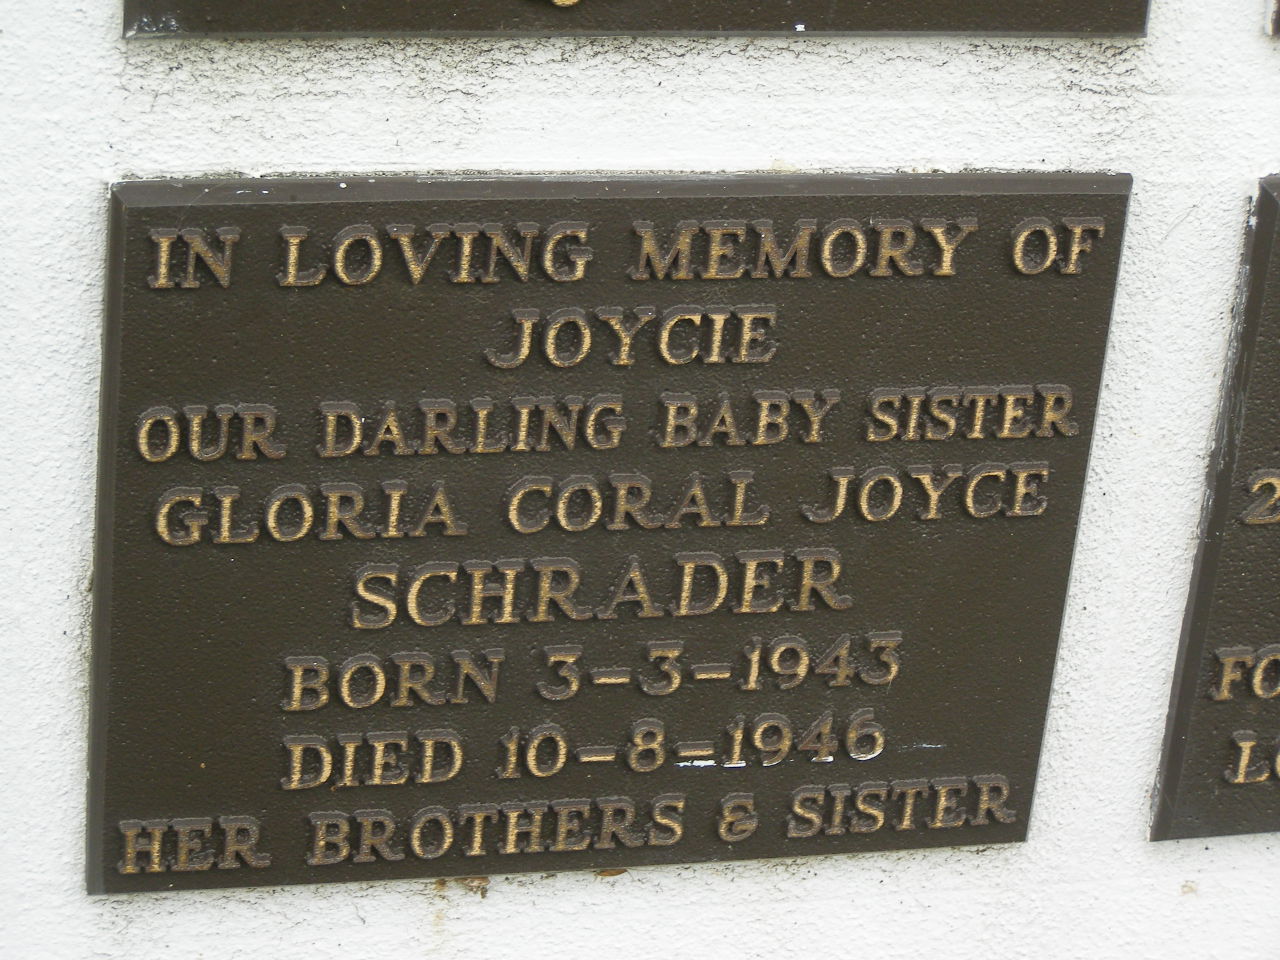 IN LOVING MEMORY OF
JOYCIE
OUR DARLING BABY SISTER
GLORIA CORAL JOYCE
SCHRADER
BORN 3-3-1943
DIED 10-8-1946
HER BROTHERS & SISTER